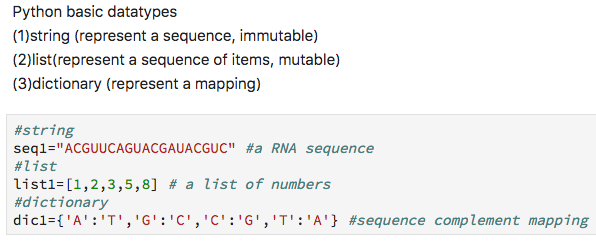 Python basic datatypes
(1)string (represent a sequence, immutable)
(2)list(represent a sequence of items, mutable)
(3)dictionary (represent a mapping)
#string
seq1="ACGUUCAGUACGAUACGUC" #a RNA sequence
#list
list1=[1,2,3,5,8] # a list of numbers
#dictionary
dic1={'A':'T','G':'C','C':'G','T':'A'} #sequence complement mapping